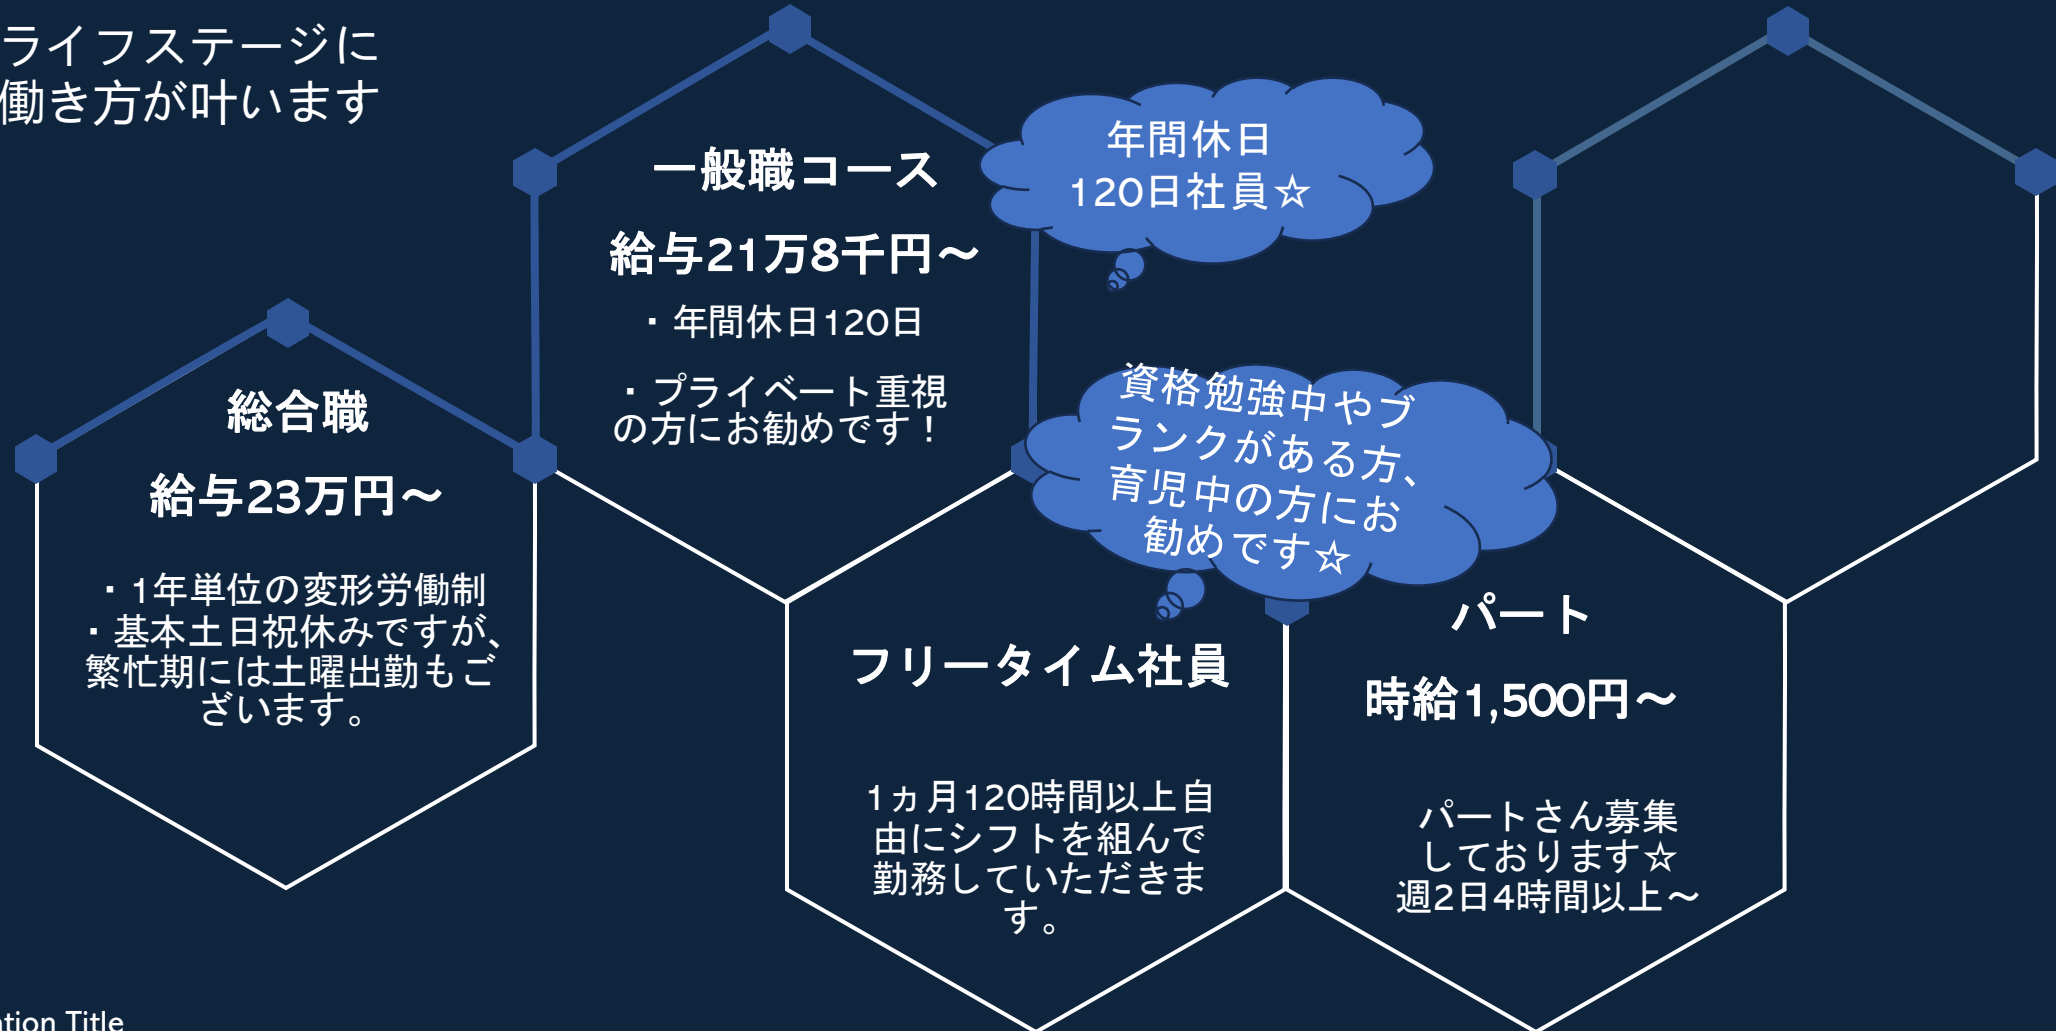 ライフステージに
働き方が叶います
一般職コース
給与21万8千円～
・年間休日120日
・プライベート重視
の方にお勧めです！
年間休日
120日社員☆
総合職
給与23万円～
・1年単位の変形労働制
・基本土日祝休みですが、
繁忙期には土曜出勤もご
ざいます。
資格勉強中やブ
ランクがある方、
育児中の方にお
勧めです☆
フリータイム社員
1ヵ月120時間以上自
由にシフトを組んで
勤務していただきま
す。
パート
時給1,500円～
パートさん募集
しております☆
週2日4時間以上～
ation Title